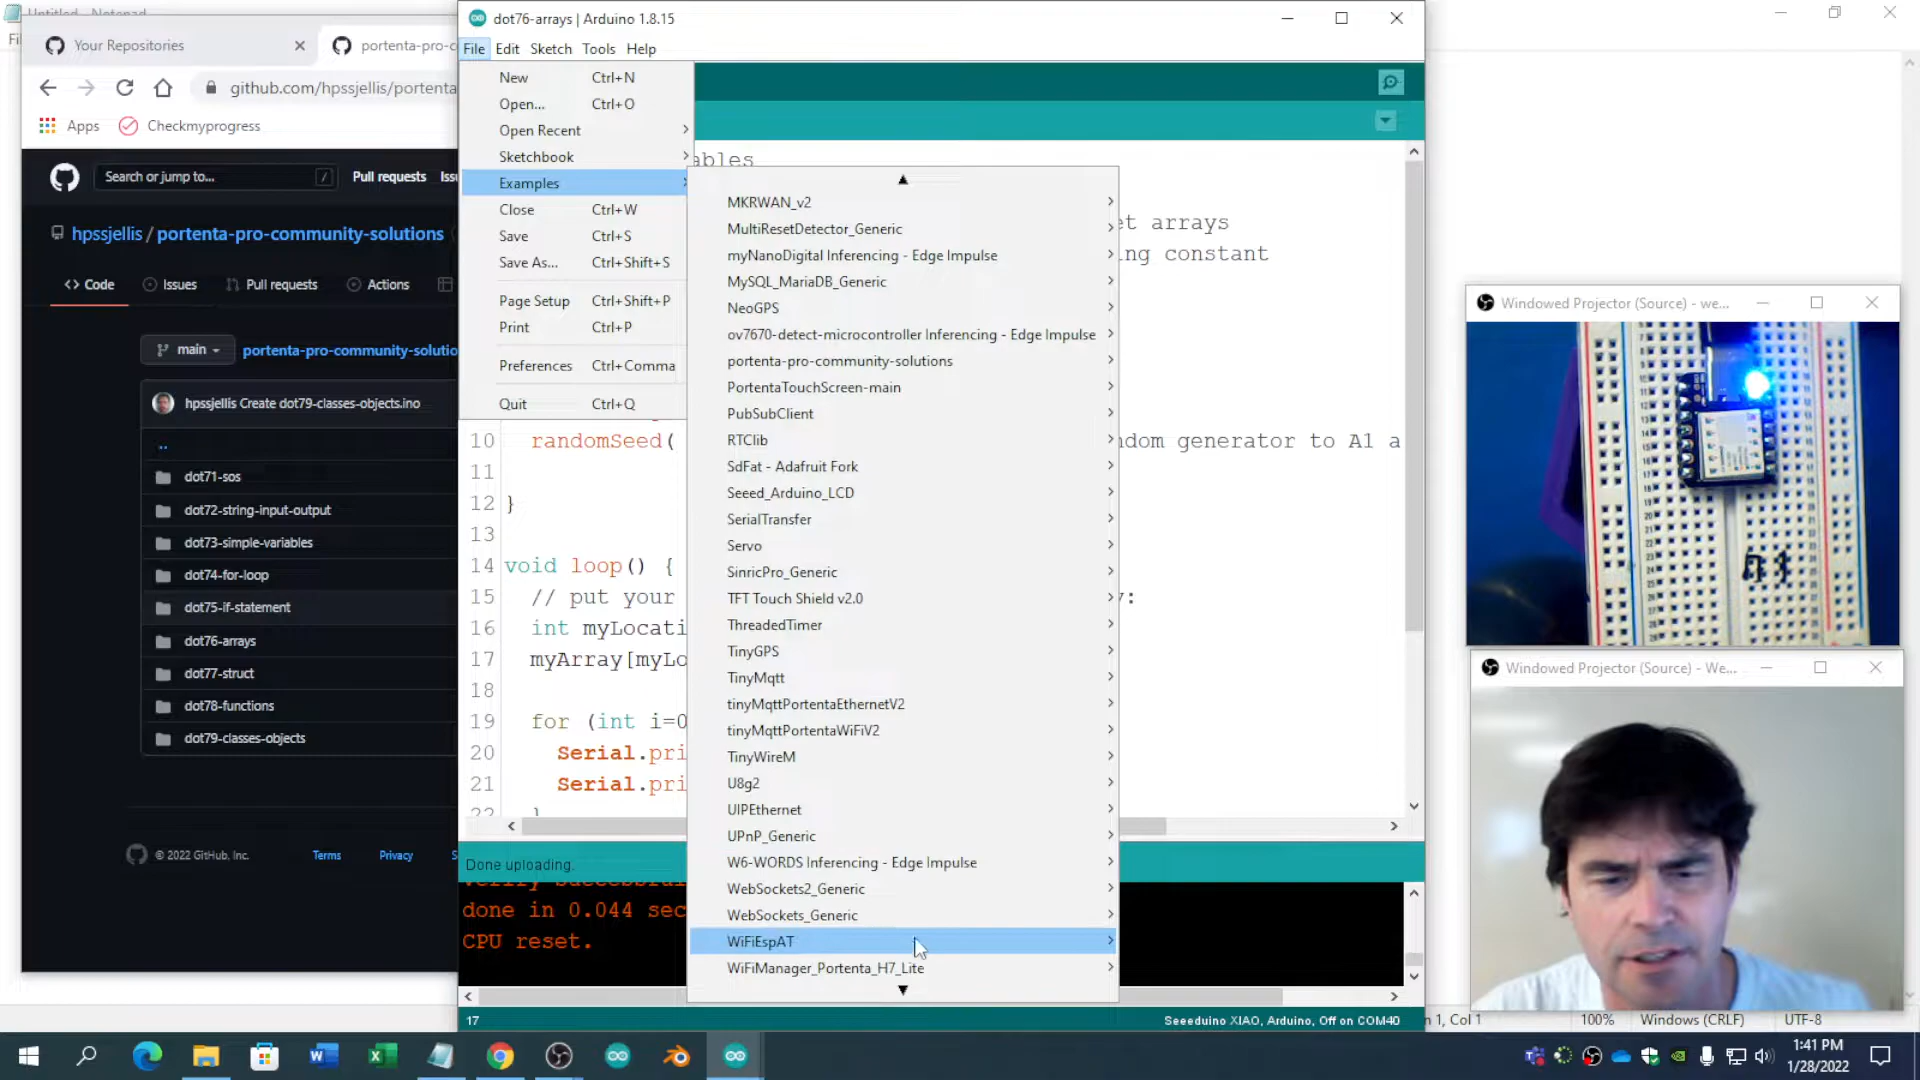 Untitled - Notepad
Your Repositories
portenta-pro-c
github.com/hpssjellis/portenta
Apps
Checkmyprogress
Search or jump to...
/
Pull requests
hpssjellis / portenta-pro-community-solutions
Code
Issues
Pull requests
Actions
main
portenta-pro-community-solutio
hpssjellis Create dot79-classes-objects.ino
..
dot71-sos
dot72-string-input-output
dot73-simple-variables
dot74-for-loop
dot75-if-statement
dot76-arrays
dot77-struct
dot78-functions
dot79-classes-objects
© 2022 GitHub, Inc.
Terms
Privacy
dot76-arrays | Arduino 1.8.15
File Edit Sketch Tools Help
New Ctrl+N
Open... Ctrl+O
Open Recent
Sketchbook
Examples
Close Ctrl+W
Save Ctrl+S
Save As... Ctrl+Shift+S
Page Setup Ctrl+Shift+P
Print Ctrl+P
Preferences Ctrl+Comma
Quit Ctrl+Q
ables
et arrays
ing constant
10 randomSeed(
ndom generator to A1 a
11
12 }
13
14 void loop() {
15 // put your
y:
16 int myLocati
17 myArray[myLo
18
19 for (int i=0
20 Serial.pri
21 Serial.pri
22 }
MKRWAN_v2
MultiResetDetector_Generic
myNanoDigital Inferencing - Edge Impulse
MySQL_MariaDB_Generic
NeoGPS
ov7670-detect-microcontroller Inferencing - Edge Impulse
portenta-pro-community-solutions
PortentaTouchScreen-main
PubSubClient
RTClib
SdFat - Adafruit Fork
Seeed_Arduino_LCD
SerialTransfer
Servo
SinricPro_Generic
TFT Touch Shield v2.0
ThreadedTimer
TinyGPS
TinyMqtt
tinyMqttPortentaEthernetV2
tinyMqttPortentaWiFiV2
TinyWireM
U8g2
UIPEthernet
UPnP_Generic
W6-WORDS Inferencing - Edge Impulse
WebSockets2_Generic
WebSockets_Generic
WiFiEspAT
WiFiManager_Portenta_H7_Lite
Done uploading.
done in 0.044 sec
CPU reset.
17
Seeeduino XIAO, Arduino, Off on COM40
Windowed Projector (Source) - we...
Windowed Projector (Source) - We...
n 1, Col 1
100%
Windows (CRLF)
UTF-8
1:41 PM
1/28/2022